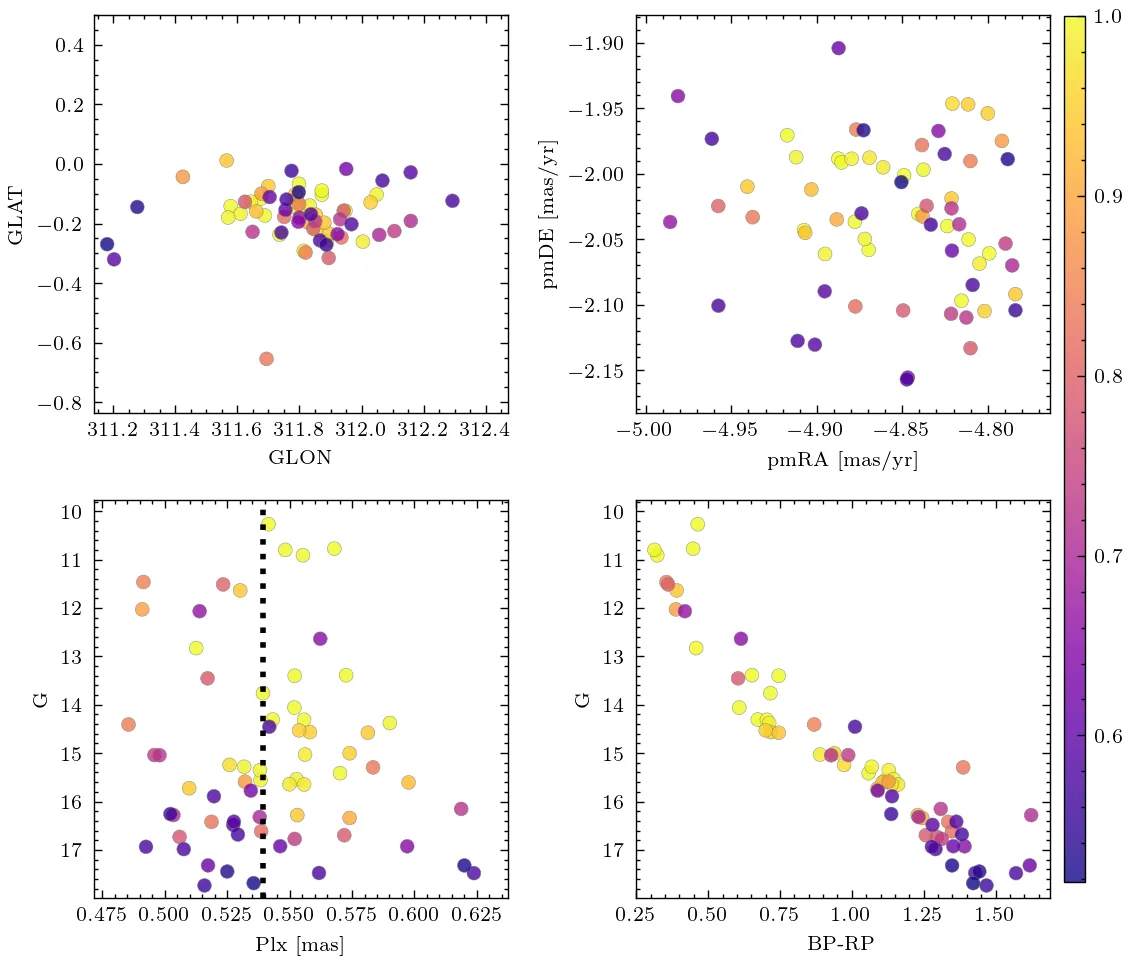 0.4
0.2
0.0
−0.2
−0.4
−0.6
−0.8
GLAT
311.2 311.4 311.6 311.8 312.0 312.2 312.4
GLON
−1.90
−1.95
−2.00
−2.05
−2.10
−2.15
pmDE [mas/yr]
−5.00 −4.95 −4.90 −4.85 −4.80
pmRA [mas/yr]
1.0
0.9
0.8
0.7
0.6
10
11
12
13
14
15
16
17
G
0.475 0.500 0.525 0.550 0.575 0.600 0.625
Plx [mas]
10
11
12
13
14
15
16
17
G
0.25 0.50 0.75 1.00 1.25 1.50
BP-RP